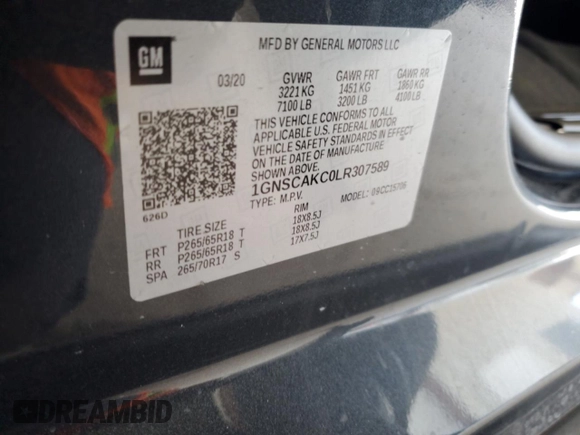 GM
MFD BY GENERAL MOTORS LLC
03/20 GVWR GAWR FRT GAWR RR
3221 KG 1451 KG 1860 KG
7100 LB 3200 LB 4100 LB
THIS VEHICLE CONFORMS TO ALL
APPLICABLE U.S. FEDERAL MOTOR
VEHICLE SAFETY STANDARDS IN EFFECT
ON THE DATE OF MANUFACTURE
SHOWN ABOVE.
1GNSCAKC0LR307589
TYPE: M.P.V. MODEL: 09CC15706
626D
TIRE SIZE RIM
FRT P265/65R18 T 18X8.5J
RR P265/65R18 T 18X8.5J
SPA 265/70R17 S 17X7.5J
DREAMBID